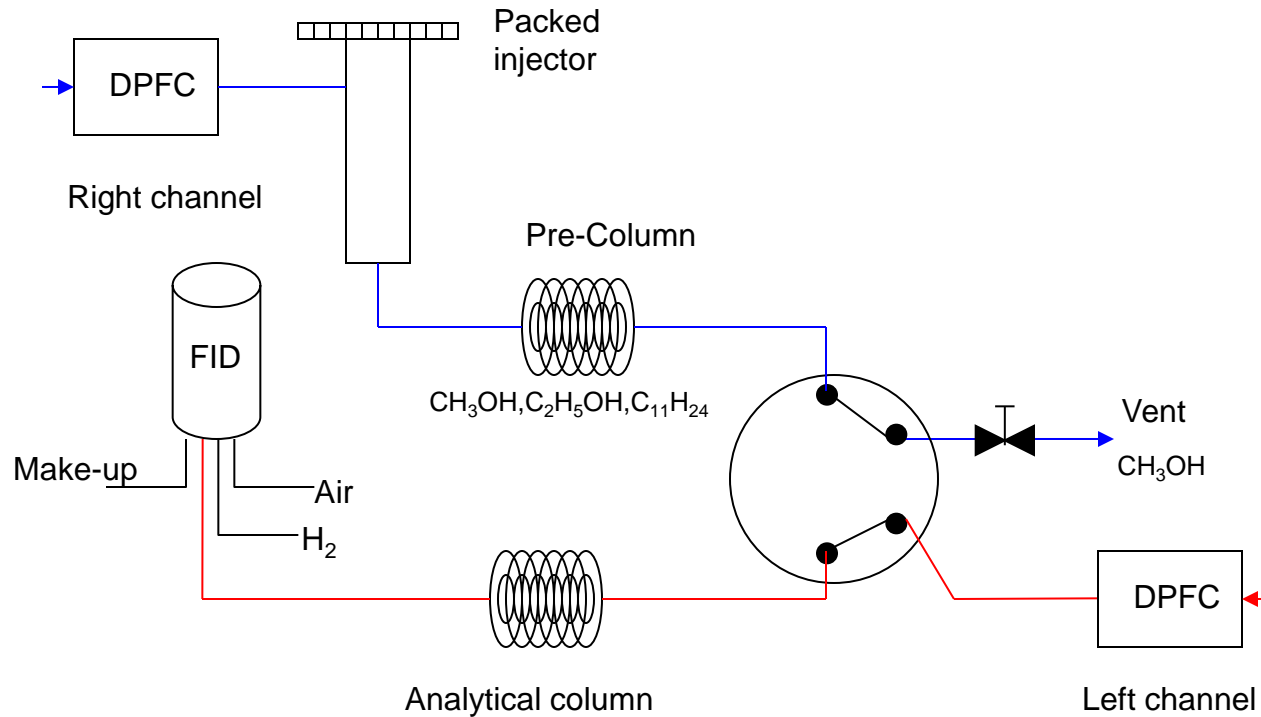 Packed
injector
DPFC
Right channel
Pre-Column
FID
CH₃OH,C₂H₅OH,C₁₁H₂₄
Vent
CH₃OH
Make-up
Air
H₂
DPFC
Analytical column
Left channel